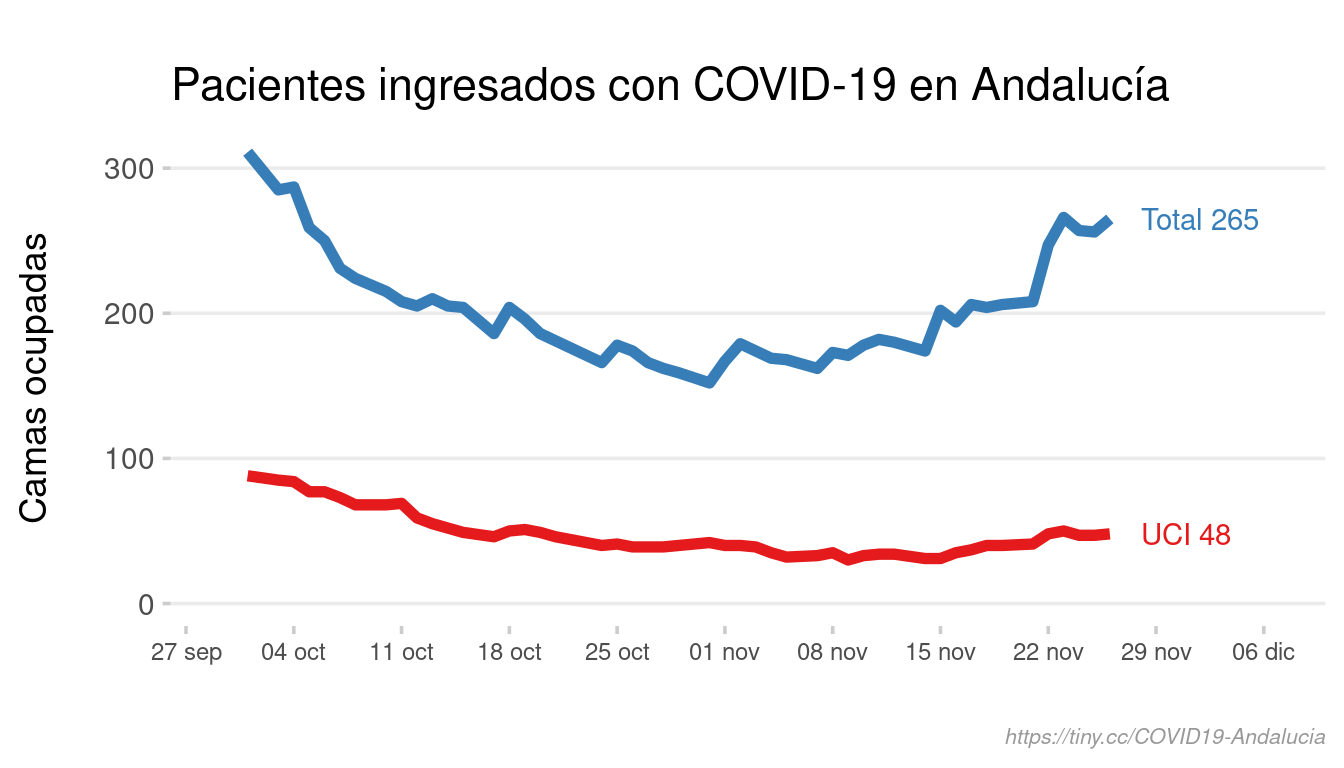 Pacientes ingresados con COVID-19 en Andalucía
Camas ocupadas
300
200
100
0
Total 265
UCI 48
27 sep 04 oct 11 oct 18 oct 25 oct 01 nov 08 nov 15 nov 22 nov 29 nov 06 dic
https://tiny.cc/COVID19-Andalucia